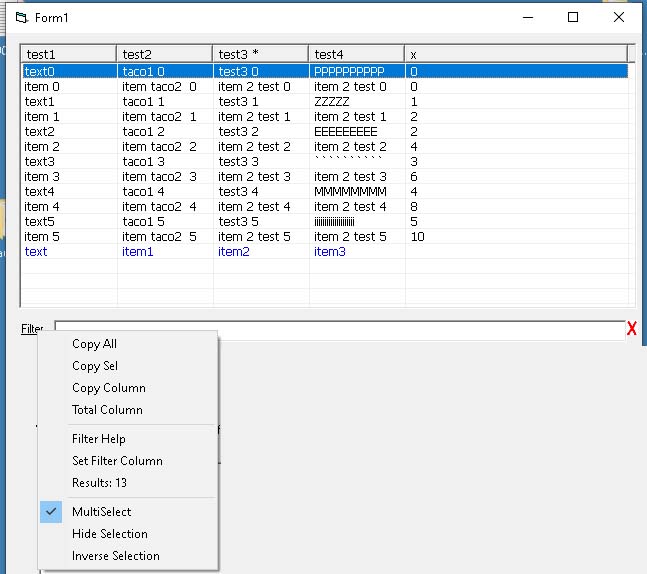 Form1
test1 test2 test3 * test4 x
text0 taco1 0 test3 0 PPPPPPPPPP 0
item 0 item taco2 0 item 2 test 0 item 2 test 0 0
text1 taco1 1 test3 1 ZZZZZ 1
item 1 item taco2 1 item 2 test 1 item 2 test 1 2
text2 taco1 2 test3 2 EEEEEEEEE 2
item 2 item taco2 2 item 2 test 2 item 2 test 2 4
text3 taco1 3 test3 3 `````````` 3
item 3 item taco2 3 item 2 test 3 item 2 test 3 6
text4 taco1 4 test3 4 MMMMMMMM 4
item 4 item taco2 4 item 2 test 4 item 2 test 4 8
text5 taco1 5 test3 5 5
item 5 item taco2 5 item 2 test 5 item 2 test 5 10
text item1 item2 item3
Filter X
Copy All
Copy Sel
Copy Column
Total Column
Filter Help
Set Filter Column
Results: 13
MultiSelect
Hide Selection
Inverse Selection